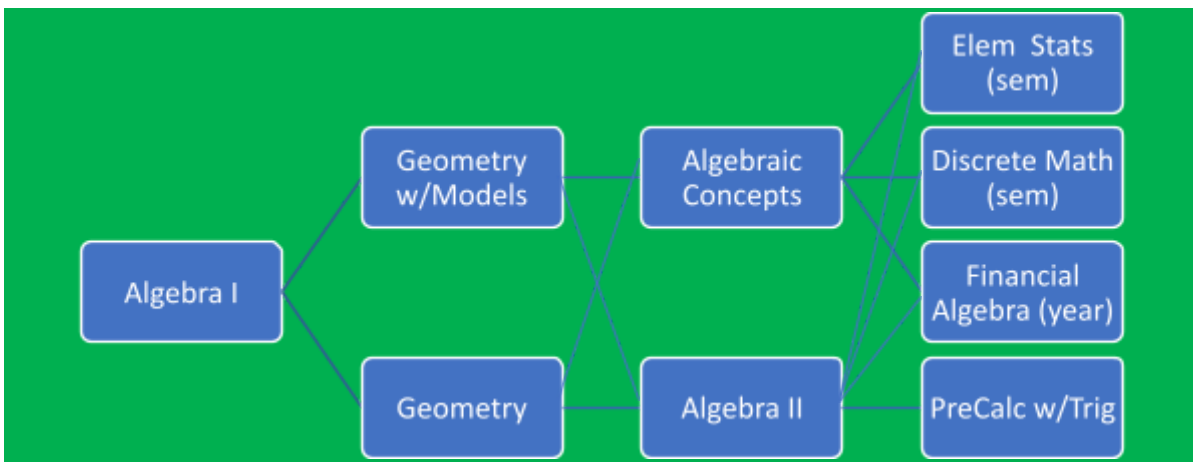 Algebra I
Geometry
w/Models
Geometry
Algebraic
Concepts
Algebra II
Elem Stats
(sem)
Discrete Math
(sem)
Financial
Algebra (year)
PreCalc w/Trig